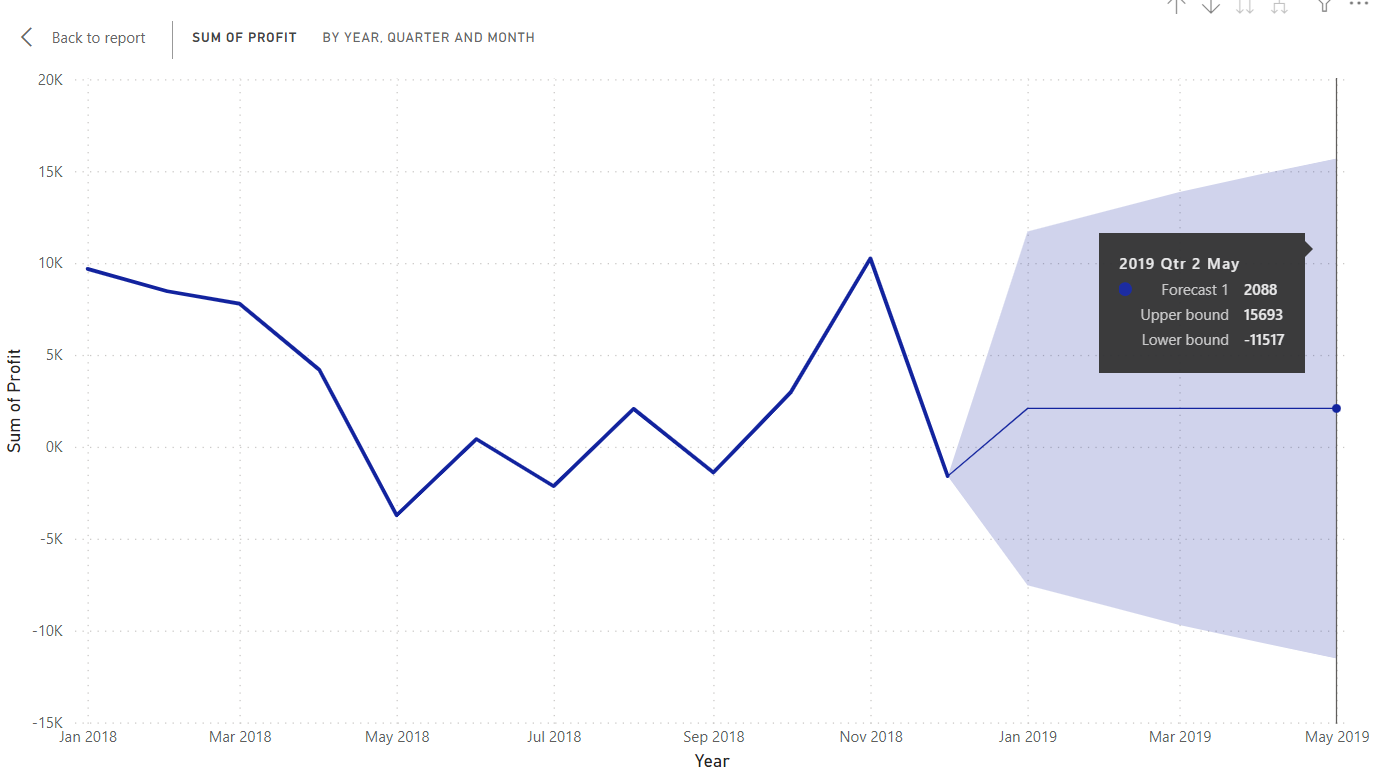 Back to report SUM OF PROFIT BY YEAR, QUARTER AND MONTH
20K
15K
10K
5K
0K
-5K
-10K
-15K
Sum of Profit
2019 Qtr 2 May
Forecast 1 2088
Upper bound 15693
Lower bound -11517
Jan 2018 Mar 2018 May 2018 Jul 2018 Sep 2018 Nov 2018 Jan 2019 Mar 2019 May 2019
Year